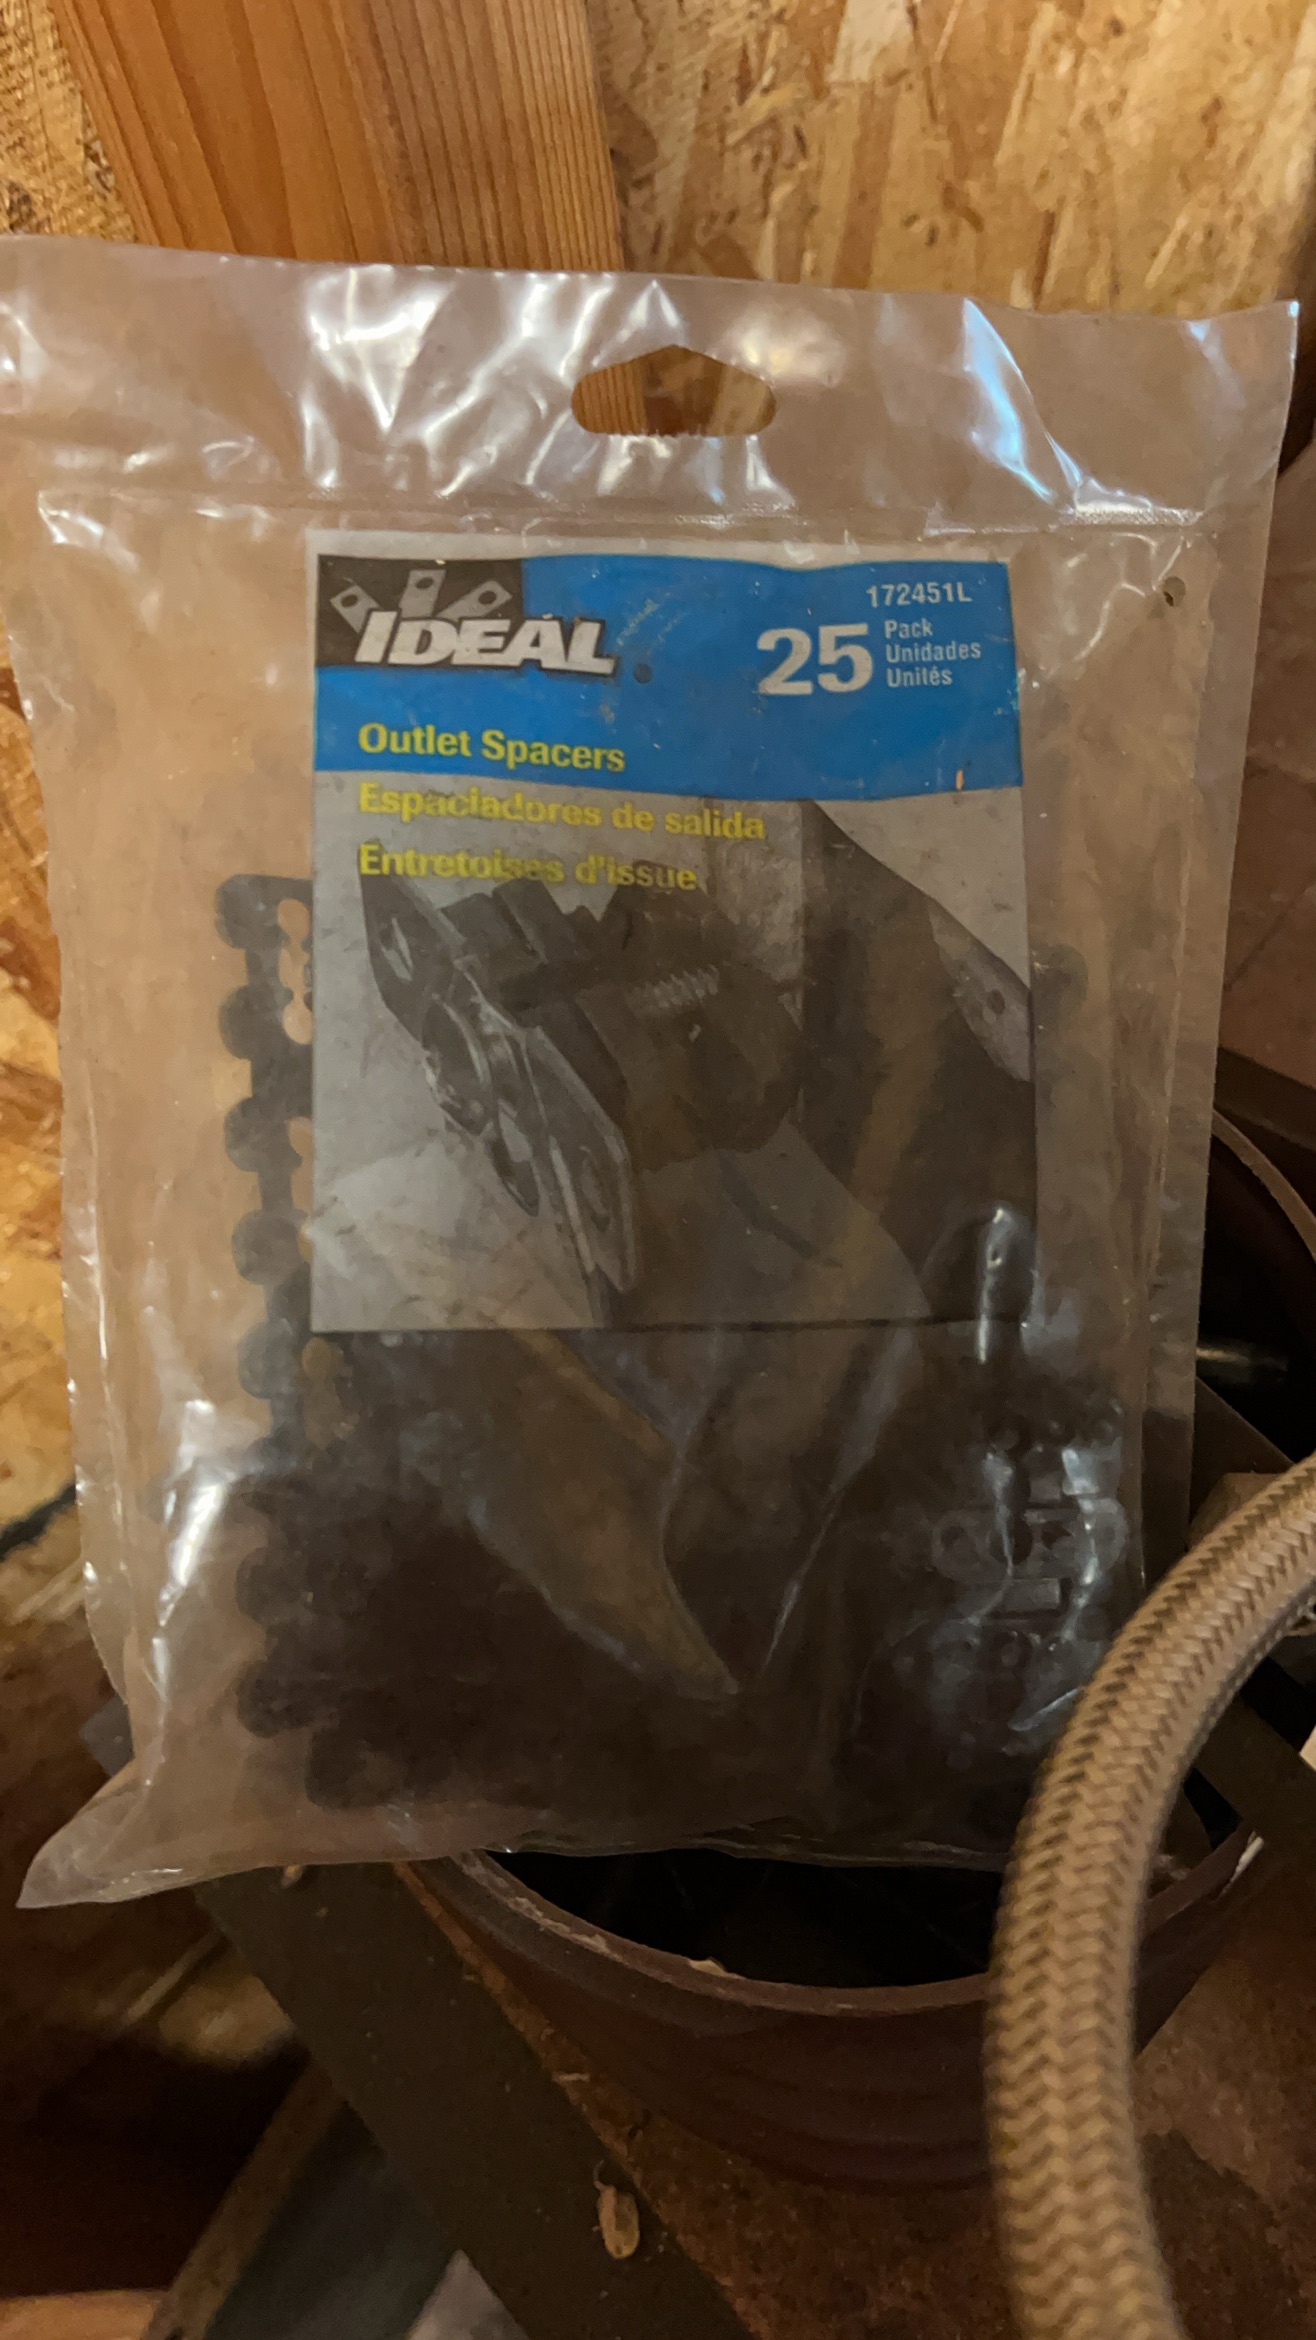 IDEAL
172451L
25 Pack
Unidades
Unités
Outlet Spacers
Espaciadores de salida
Entretoises d'issue